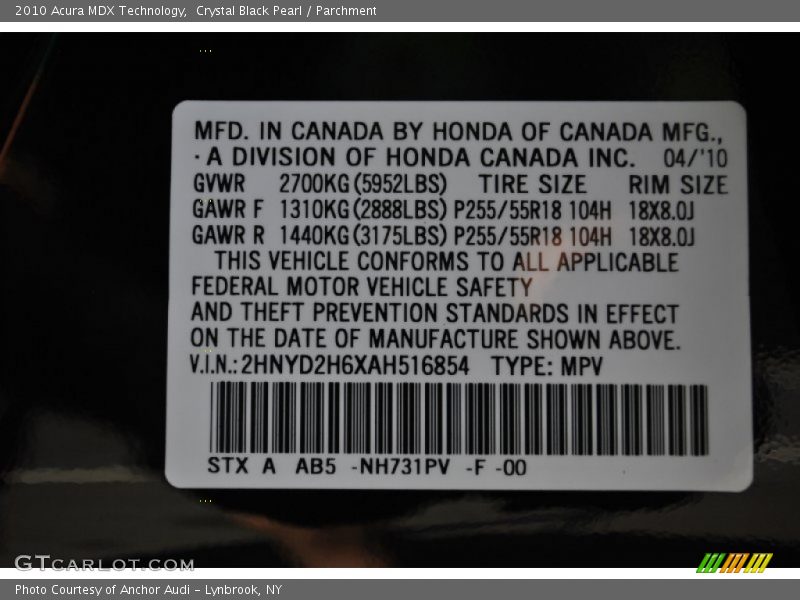 2010 Acura MDX Technology,  Crystal Black Pearl / Parchment
MFD. IN CANADA BY HONDA OF CANADA MFG.,
·A DIVISION OF HONDA CANADA INC. 04/'10
GVWR 2700KG(5952LBS) TIRE SIZE RIM SIZE
GAWR F 1310KG(2888LBS) P255/55R18 104H 18X8.0J
GAWR R 1440KG(3175LBS) P255/55R18 104H 18X8.0J
THIS VEHICLE CONFORMS TO ALL APPLICABLE
FEDERAL MOTOR VEHICLE SAFETY
AND THEFT PREVENTION STANDARDS IN EFFECT
ON THE DATE OF MANUFACTURE SHOWN ABOVE.
V.I.N.:2HNYD2H6XAH516854 TYPE: MPV
STX A AB5 -NH731PV -F -00
GTCARLOT.COM
Photo Courtesy of Anchor Audi - Lynbrook, NY